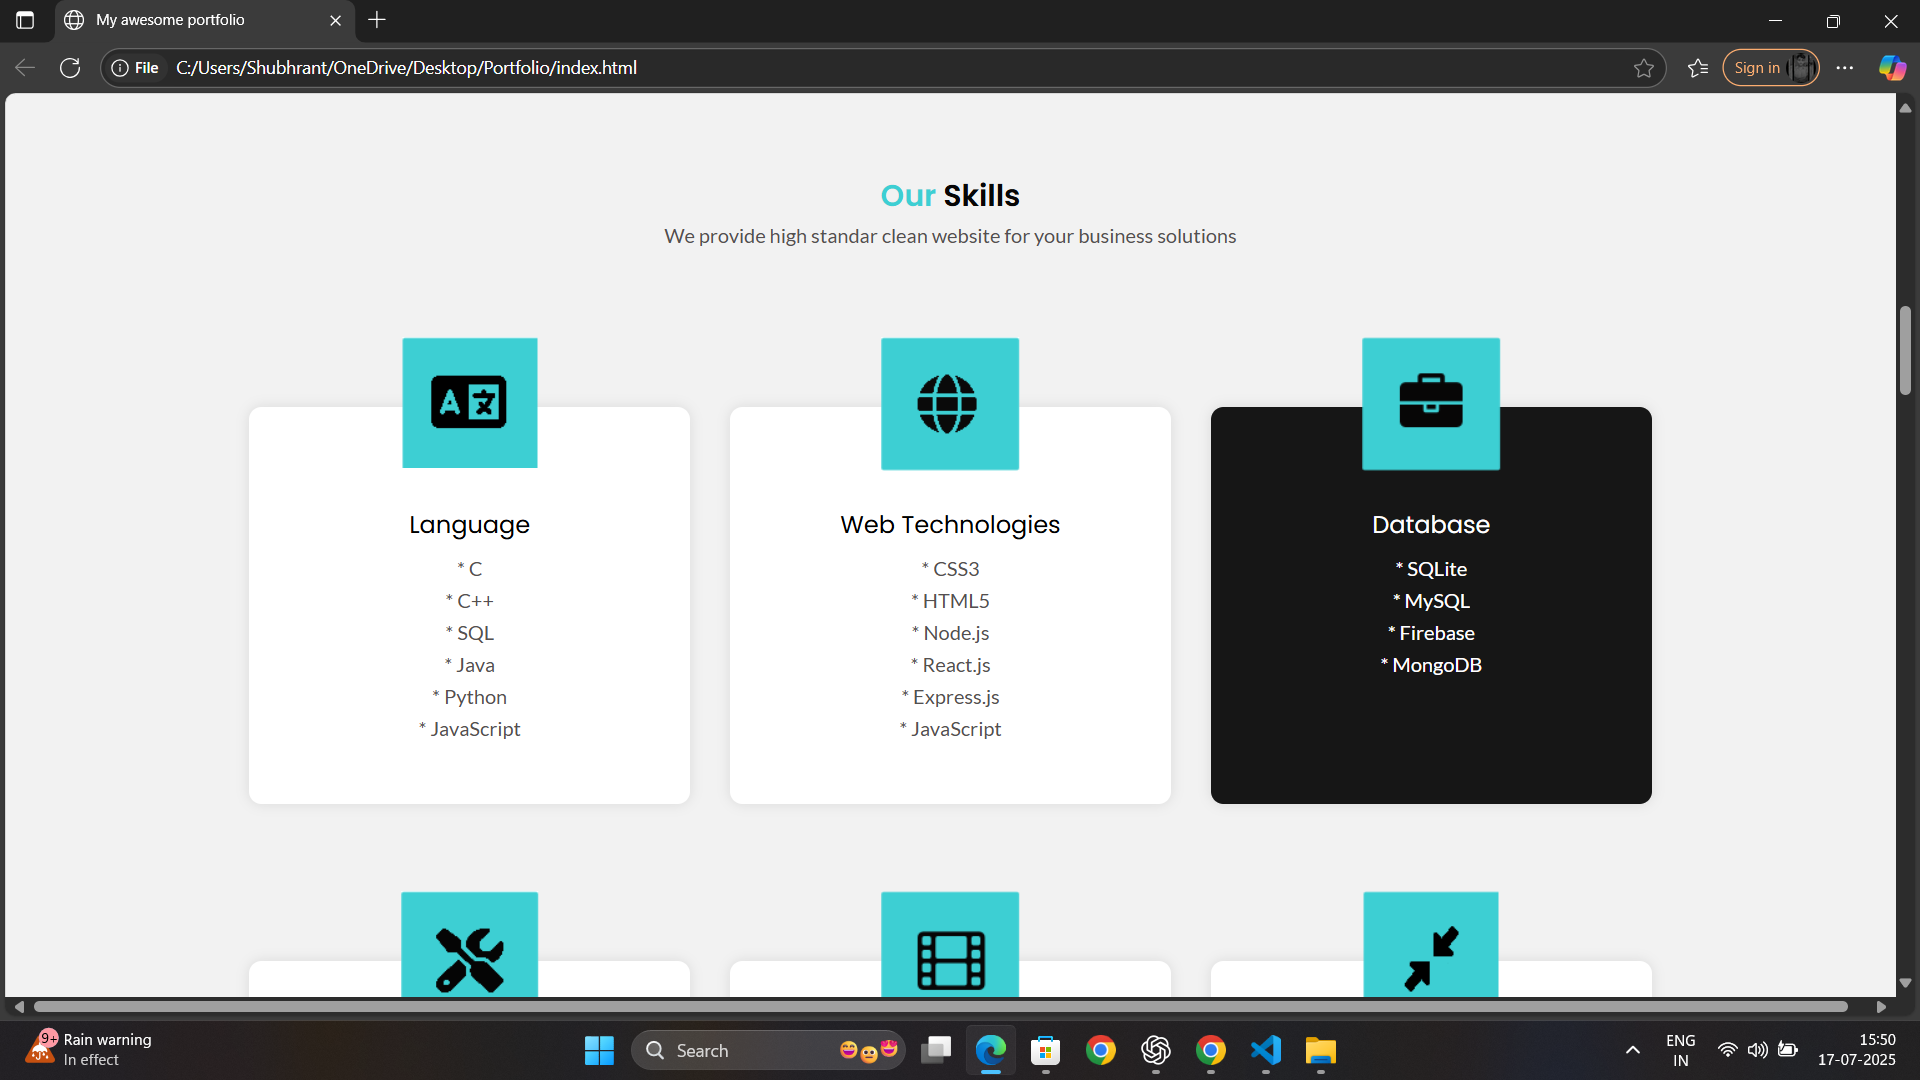 My awesome portfolio
File C:/Users/Shubhrant/OneDrive/Desktop/Portfolio/index.html
Sign in
Our Skills
We provide high standar clean website for your business solutions
A 文
Language
* C
* C++
* SQL
* Java
* Python
* JavaScript
Web Technologies
* CSS3
* HTML5
* Node.js
* React.js
* Express.js
* JavaScript
Database
* SQLite
* MySQL
* Firebase
* MongoDB
9+
Rain warning
In effect
Search
ENG
IN
15:50
17-07-2025